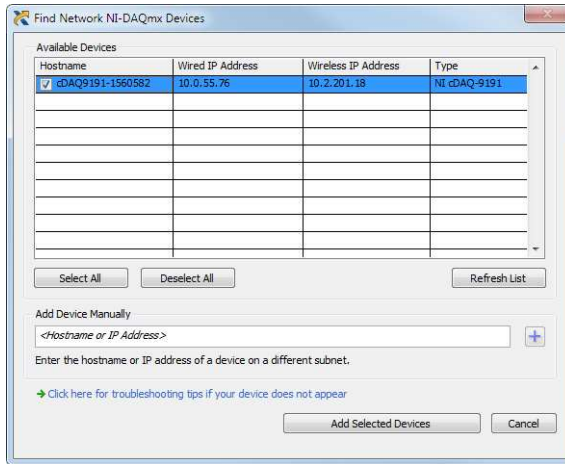 Find Network NI-DAQmx Devices
Available Devices
Hostname Wired IP Address Wireless IP Address Type
cDAQ9191-1560582 10.0.55.76 10.2.201.18 NI cDAQ-9191
Select All Deselect All Refresh List
Add Device Manually
<Hostname or IP Address>
Enter the hostname or IP address of a device on a different subnet.
Click here for troubleshooting tips if your device does not appear
Add Selected Devices Cancel